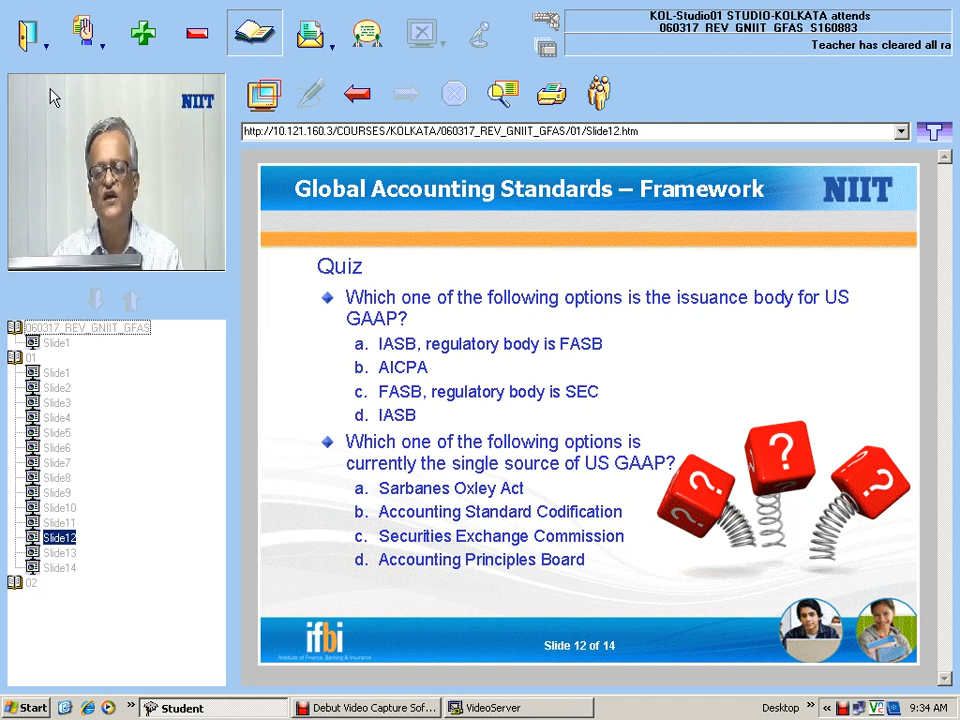 KOL-Studio01 STUDIO-KOLKATA attends
060317_REV_GNIIT_GFAS_S160883
Teacher has cleared all ra
NIIT
http://10.121.160.3/COURSES/KOLKATA/060317_REV_GNIIT_GFAS/01/Slide12.htm
T
Global Accounting Standards – Framework
NIIT
Quiz
Which one of the following options is the issuance body for US
GAAP?
a. IASB, regulatory body is FASB
b. AICPA
c. FASB, regulatory body is SEC
d. IASB
Which one of the following options is
currently the single source of US GAAP?
a. Sarbanes Oxley Act
b. Accounting Standard Codification
c. Securities Exchange Commission
d. Accounting Principles Board
? ? ? ? ?
ifbi
Institute of Finance, Banking & Insurance
Slide 12 of 14
060317_REV_GNIIT_GFAS
Slide1
01
Slide1
Slide2
Slide3
Slide4
Slide5
Slide6
Slide7
Slide8
Slide9
Slide10
Slide11
Slide12
Slide13
Slide14
02
Start
Student
Debut Video Capture Sof...
VideoServer
Desktop
9:34 AM